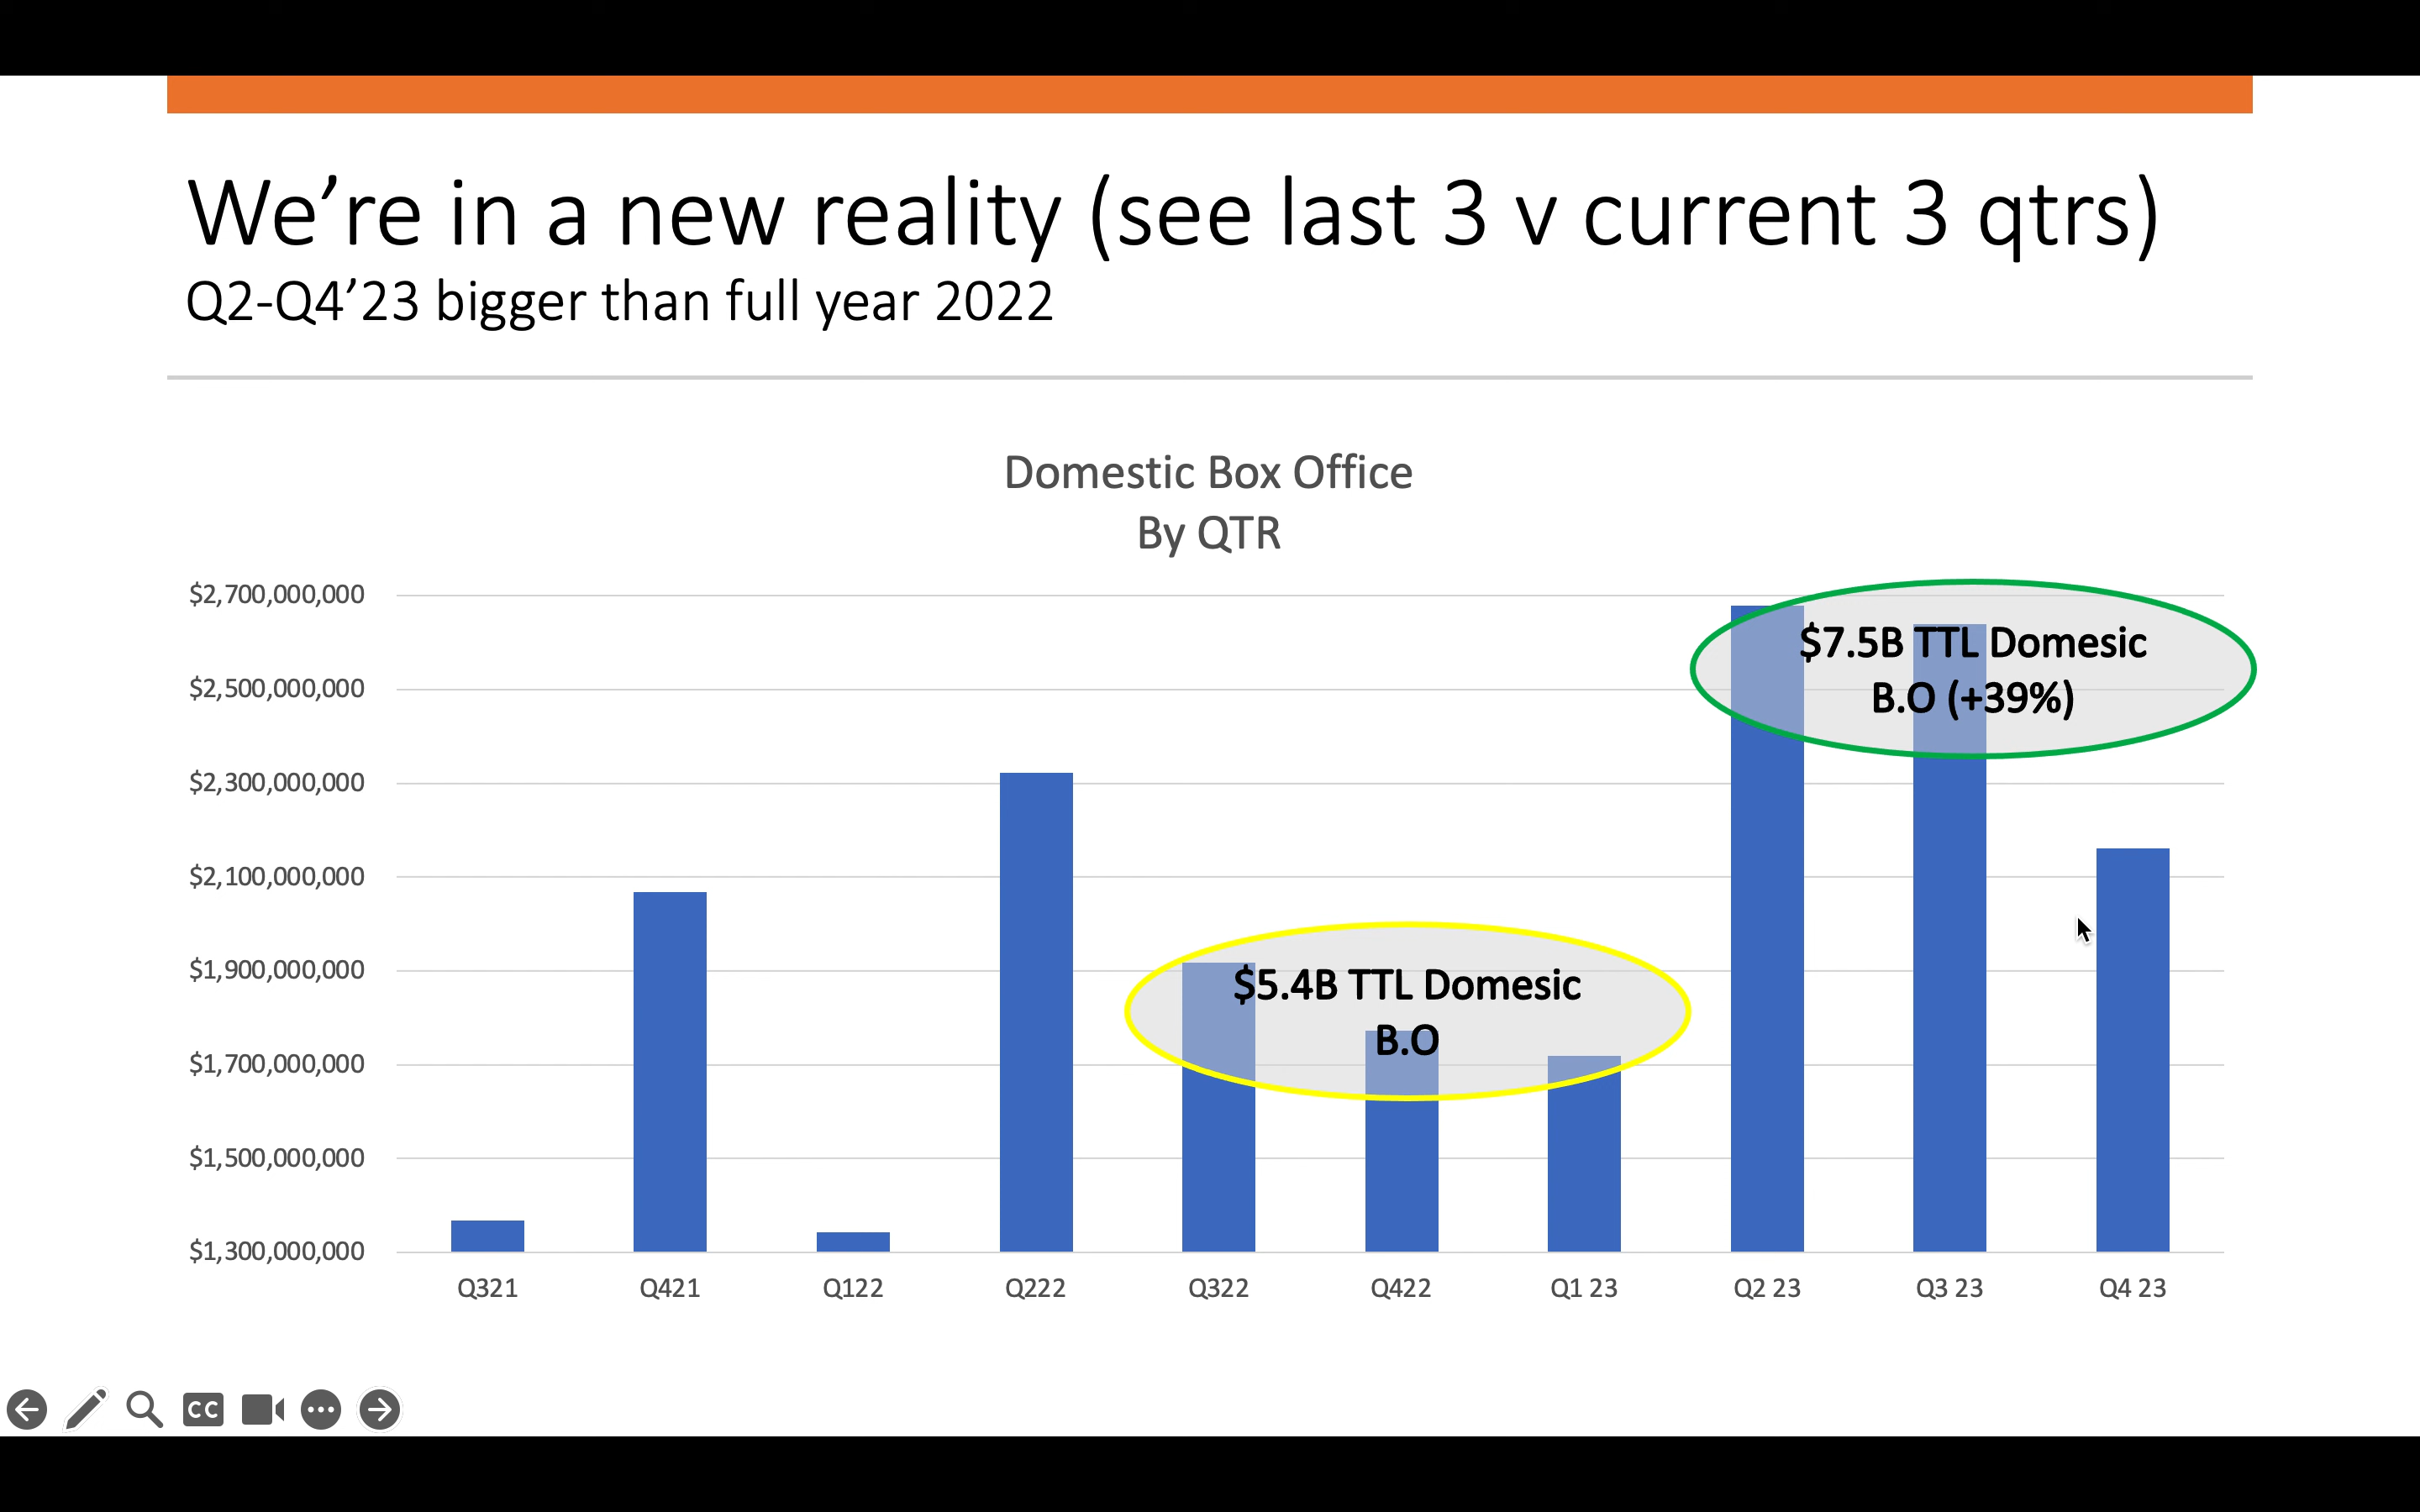 We’re in a new reality (see last 3 v current 3 qtrs)
Q2-Q4’23 bigger than full year 2022
Domestic Box Office
By QTR
$2,700,000,000
$2,500,000,000
$2,300,000,000
$2,100,000,000
$1,900,000,000
$1,700,000,000
$1,500,000,000
$1,300,000,000
$7.5B TTL Domesic
B.O (+39%)
$5.4B TTL Domesic
B.O
Q321 Q421 Q122 Q222 Q322 Q422 Q1 23 Q2 23 Q3 23 Q4 23
CC